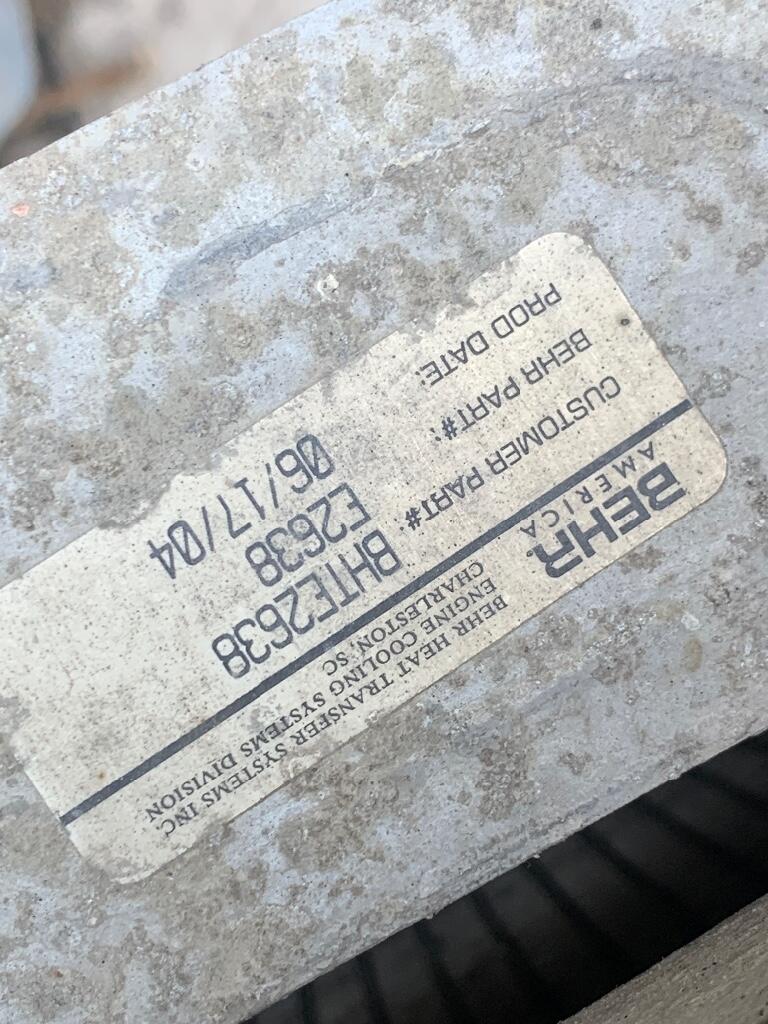 BEHR
AMERICA
BEHR HEAT TRANSFER SYSTEMS INC.
ENGINE COOLING SYSTEMS DIVISION
CHARLESTON, SC
CUSTOMER PART#: BHTE2638
BEHR PART#: E2638
PROD DATE: 06/17/04